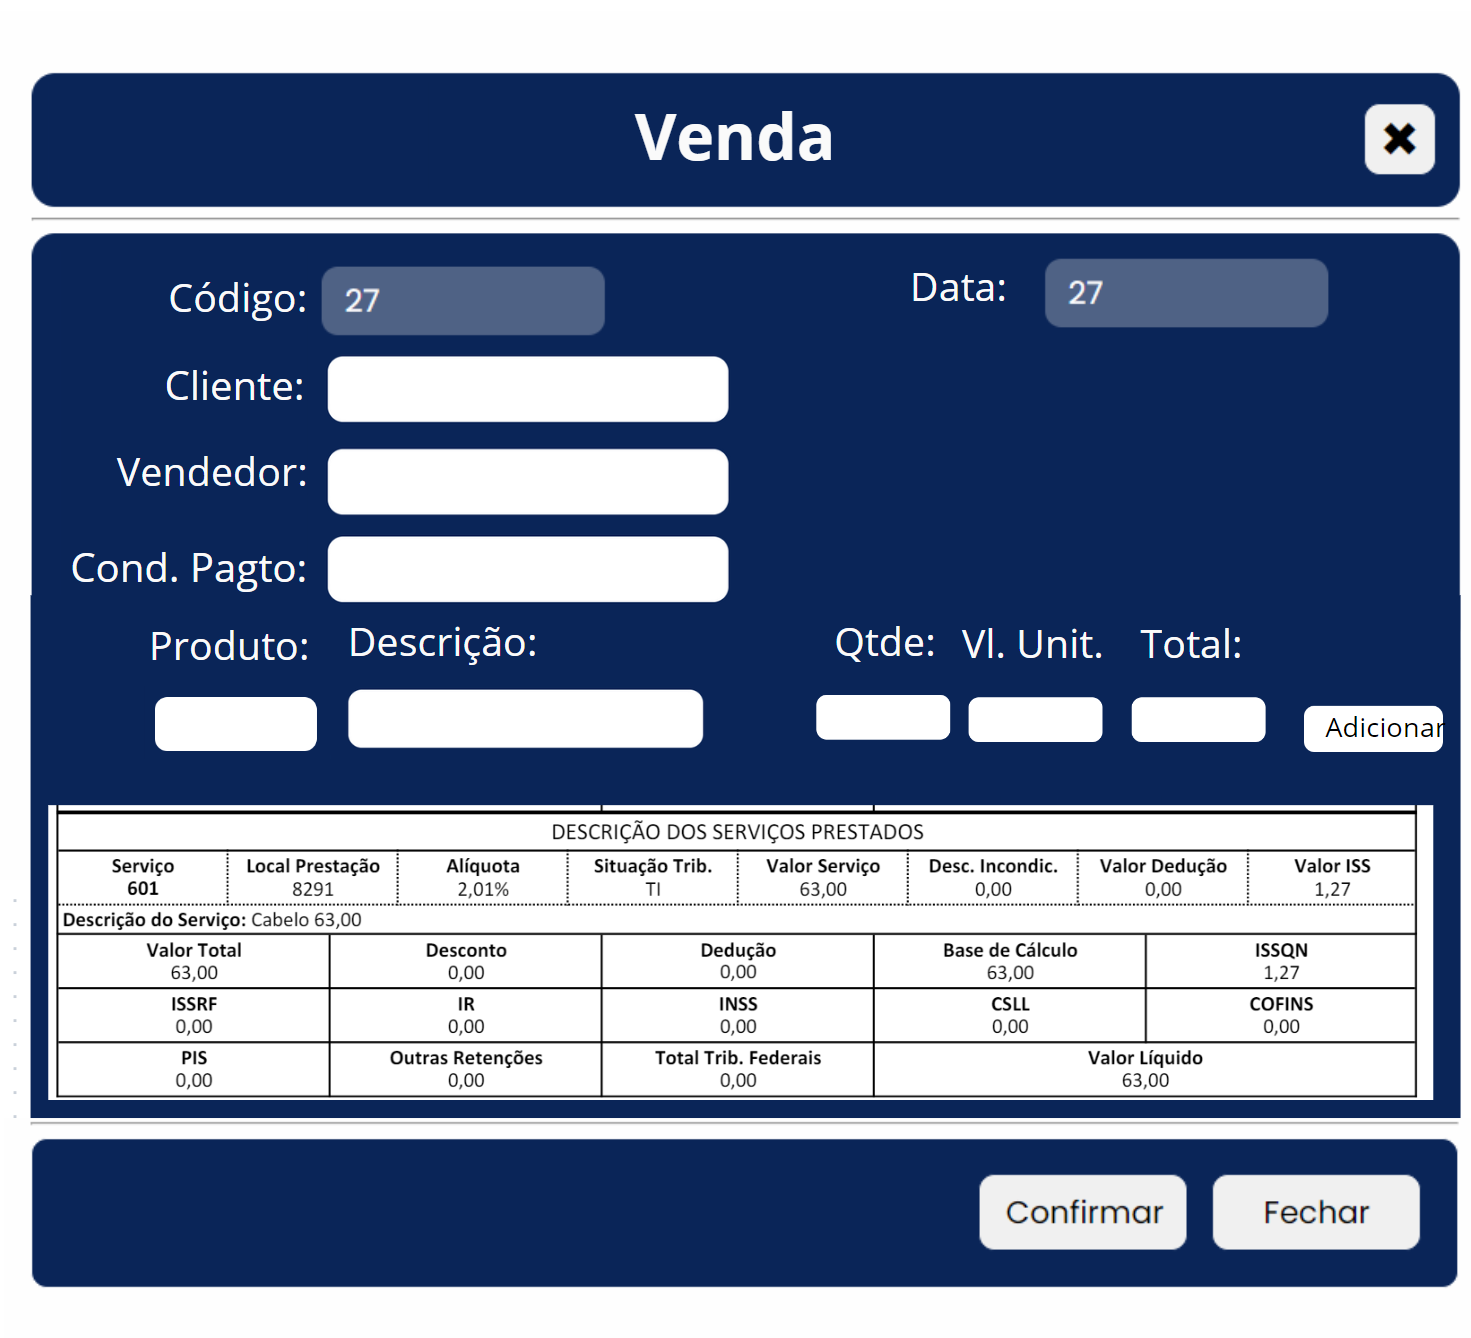 Venda
✖
Código: 27 Data: 27
Cliente:
Vendedor:
Cond. Pagto:
Produto: Descrição: Qtde: Vl. Unit. Total:
Adicionar
DESCRIÇÃO DOS SERVIÇOS PRESTADOS
Serviço Local Prestação Alíquota Situação Trib. Valor Serviço Desc. Incondic. Valor Dedução Valor ISS
601 8291 2,01% TI 63,00 0,00 0,00 1,27
Descrição do Serviço: Cabelo 63,00
Valor Total Desconto Dedução Base de Cálculo ISSQN
63,00 0,00 0,00 63,00 1,27
ISSRF IR INSS CSLL COFINS
0,00 0,00 0,00 0,00 0,00
PIS Outras Retenções Total Trib. Federais Valor Líquido
0,00 0,00 0,00 63,00
Confirmar Fechar